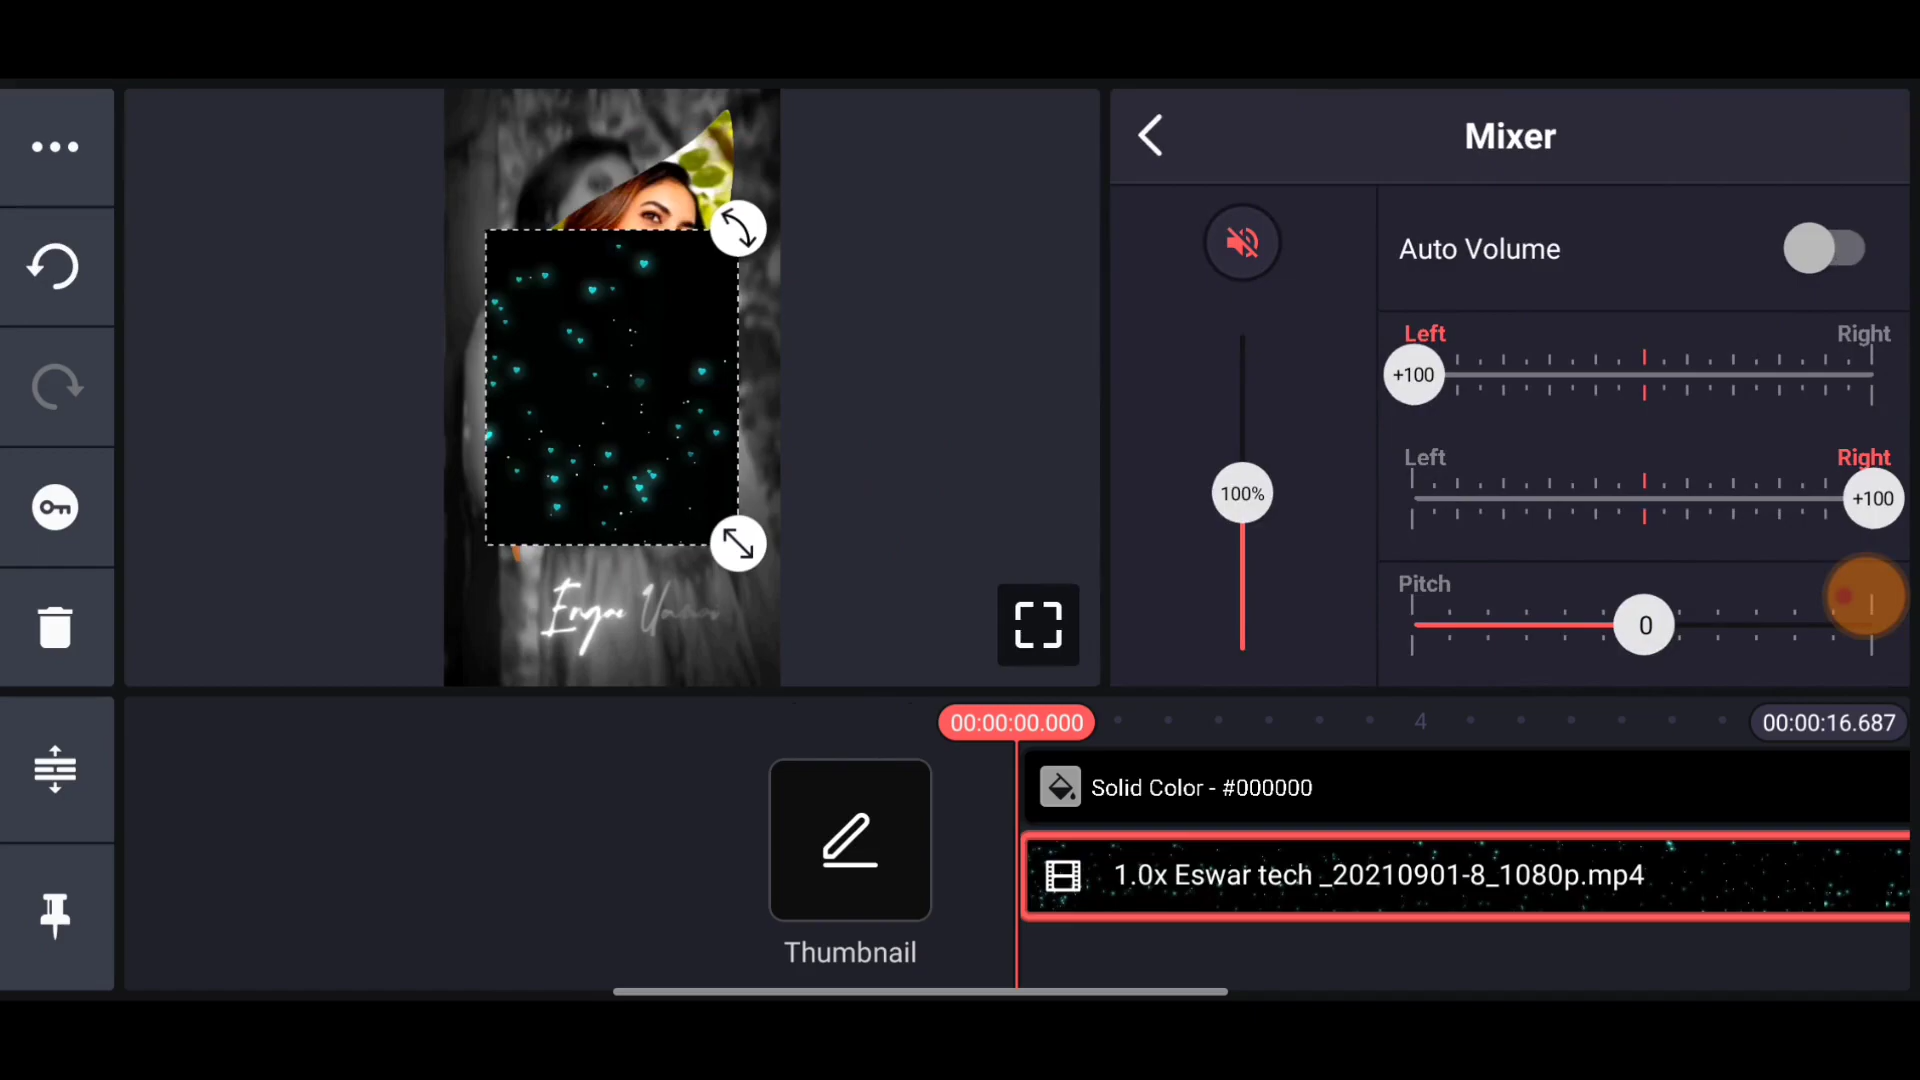 Mixer
Auto Volume
Left Right
+100
Left Right
+100
100%
Pitch
0
00:00:00.000
4
00:00:16.687
Solid Color - #000000
1.0x Eswar tech _20210901-8_1080p.mp4
Thumbnail